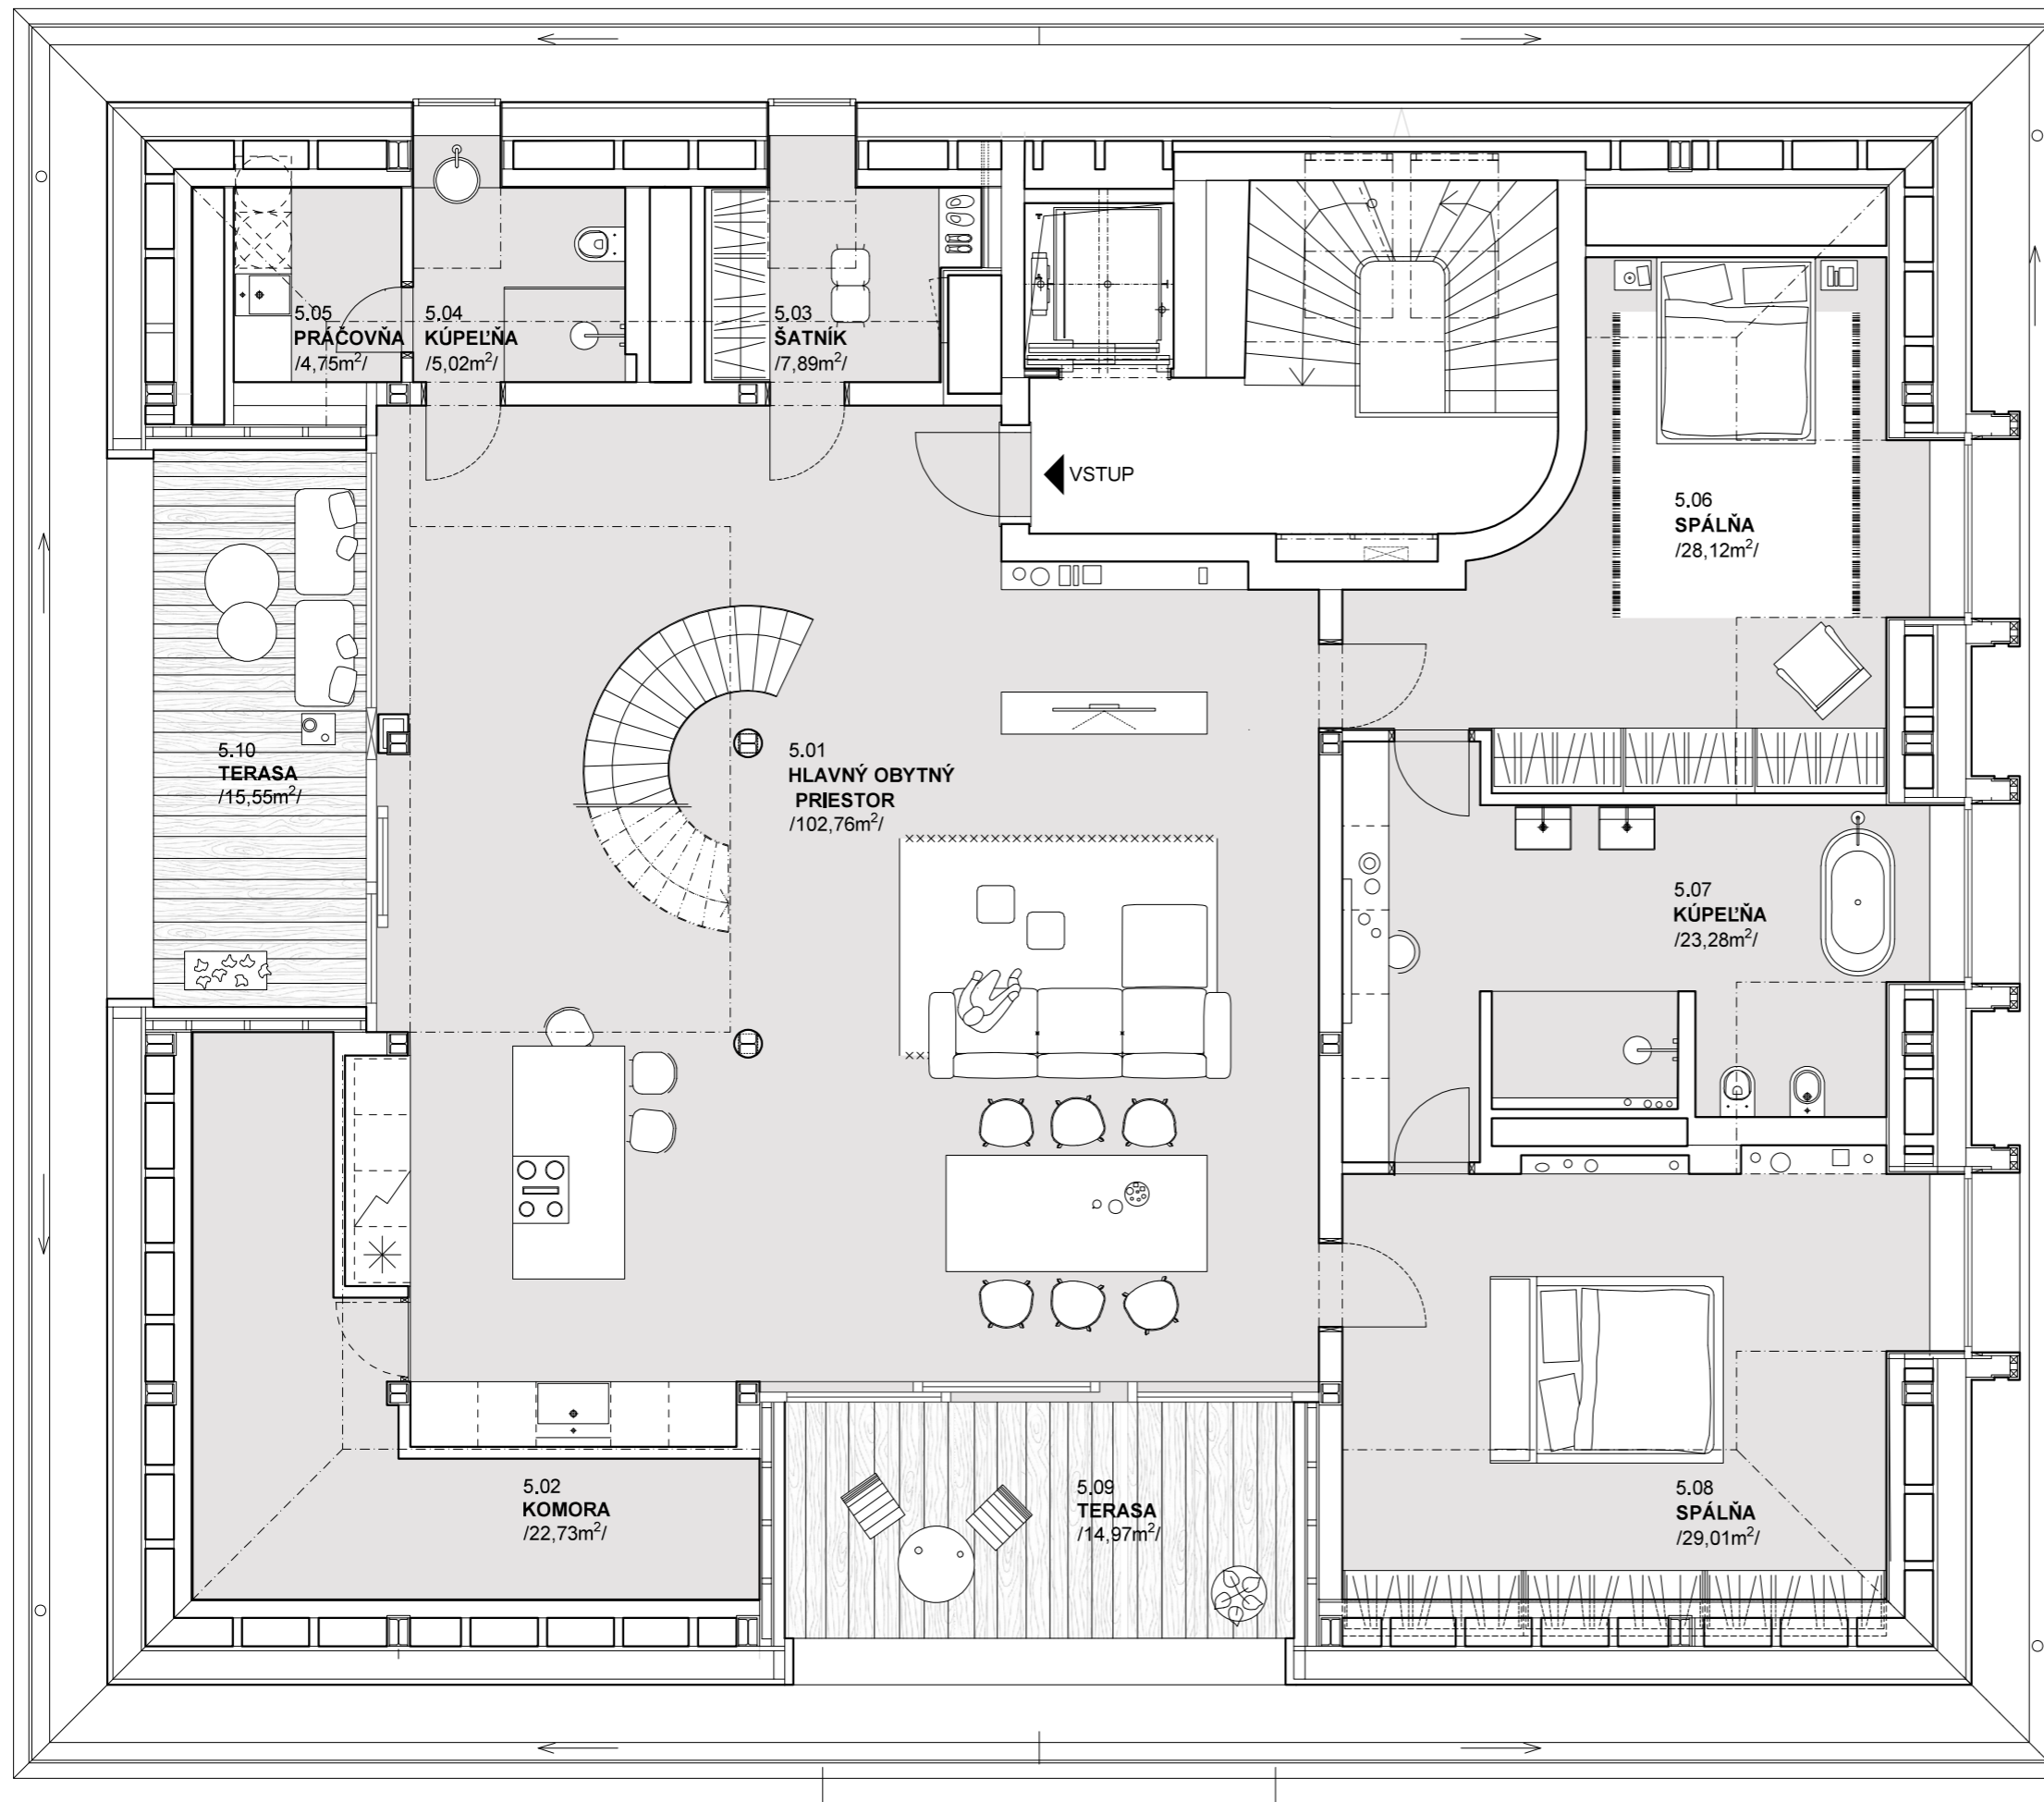 5.05
PRÁČOVŇA
/4,75m²/
5.04
KÚPEĽŇA
/5,02m²/
5.03
ŠATNÍK
/7,89m²/
VSTUP
5.06
SPÁLŇA
/28,12m²/
5.10
TERASA
/15,55m²/
5.01
HLAVNÝ OBYTNÝ
PRIESTOR
/102,76m²/
5.07
KÚPEĽŇA
/23,28m²/
5.02
KOMORA
/22,73m²/
5.09
TERASA
/14,97m²/
5.08
SPÁLŇA
/29,01m²/